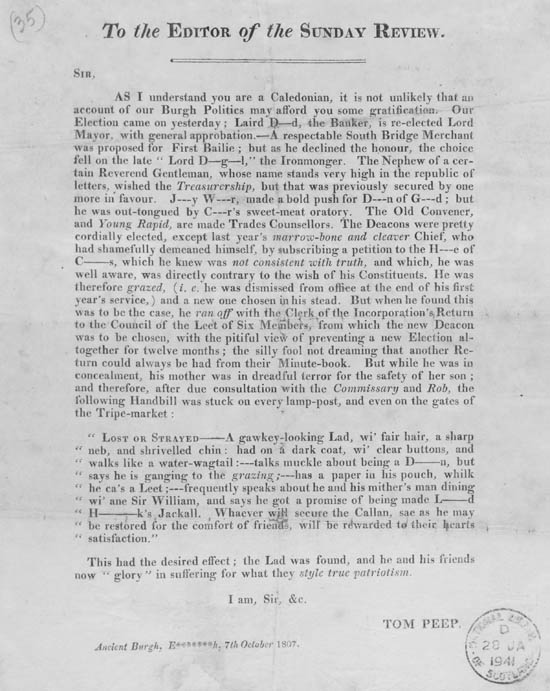 (35)
To the EDITOR of the SUNDAY REVIEW.
SIR,
AS I understand you are a Caledonian, it is not unlikely that an
account of our Burgh Politics may afford you some gratification. Our
Election came on yesterday; Laird D—d, the Banker, is re-elected Lord
Mayor, with general approbation.—A respectable South Bridge Merchant
was proposed for First Bailie; but as he declined the honour, the choice
fell on the late "Lord D—g—l," the Ironmonger. The Nephew of a cer-
tain Reverend Gentleman, whose name stands very high in the republic of
letters, wished the Treasurership, but that was previously secured by one
more in favour. J---y W--r, made a bold push for D---n of G--d; but
he was out-tongued by C---r's sweet-meat oratory. The Old Convener,
and Young Rapid, are made Trades Counsellors. The Deacons were pretty
cordially elected, except last year's marrow-bone and cleaver Chief, who
had shamefully demeaned himself, by subscribing a petition to the H—e of
C——s, which he knew was not consistent with truth, and which, he was
well aware, was directly contrary to the wish of his Constituents. He was
therefore grazed, (i. e. he was dismissed from office at the end of his first
year's service,) and a new one chosen in his stead. But when he found this
was to be the case, he ran off with the Clerk of the Incorporation's Return
to the Council of the Leet of Six Members, from which the new Deacon
was to be chosen, with the pitiful view of preventing a new Election al-
together for twelve months; the silly fool not dreaming that another Re-
turn could always be had from their Minute-book. But while he was in
concealment, his mother was in dreadful terror for the safety of her son;
and therefore, after due consultation with the Commissary and Rob, the
following Handbill was stuck on every lamp-post, and even on the gates of
the Tripe-market:
"LOST OR STRAYED——A gawkey-looking Lad, wi' fair hair, a sharp
"neb, and shrivelled chin: had on a dark coat, wi' clear buttons, and
"walks like a water-wagtail:---talks muckle about being a D——n, but
"says he is ganging to the grazing;---has a paper in his pouch, whilk
"he ca's a Leet;---frequently speaks about he and his mither's man dining
"wi' ane Sir William, and says he got a promise of being made L——d
"H——k's Jackall. Whaever will secure the Callan, sae as he may
"be restored for the comfort of friends, will be rewarded to their hearts
"satisfaction."
This had the desired effect; the Lad was found, and he and his friends
now "glory" in suffering for what they style true patriotism.
I am, Sir, &c.
TOM PEEP.
Ancient Burgh, E*******h, 7th October 1807.
D
28 JA
1941
SCOTLAND